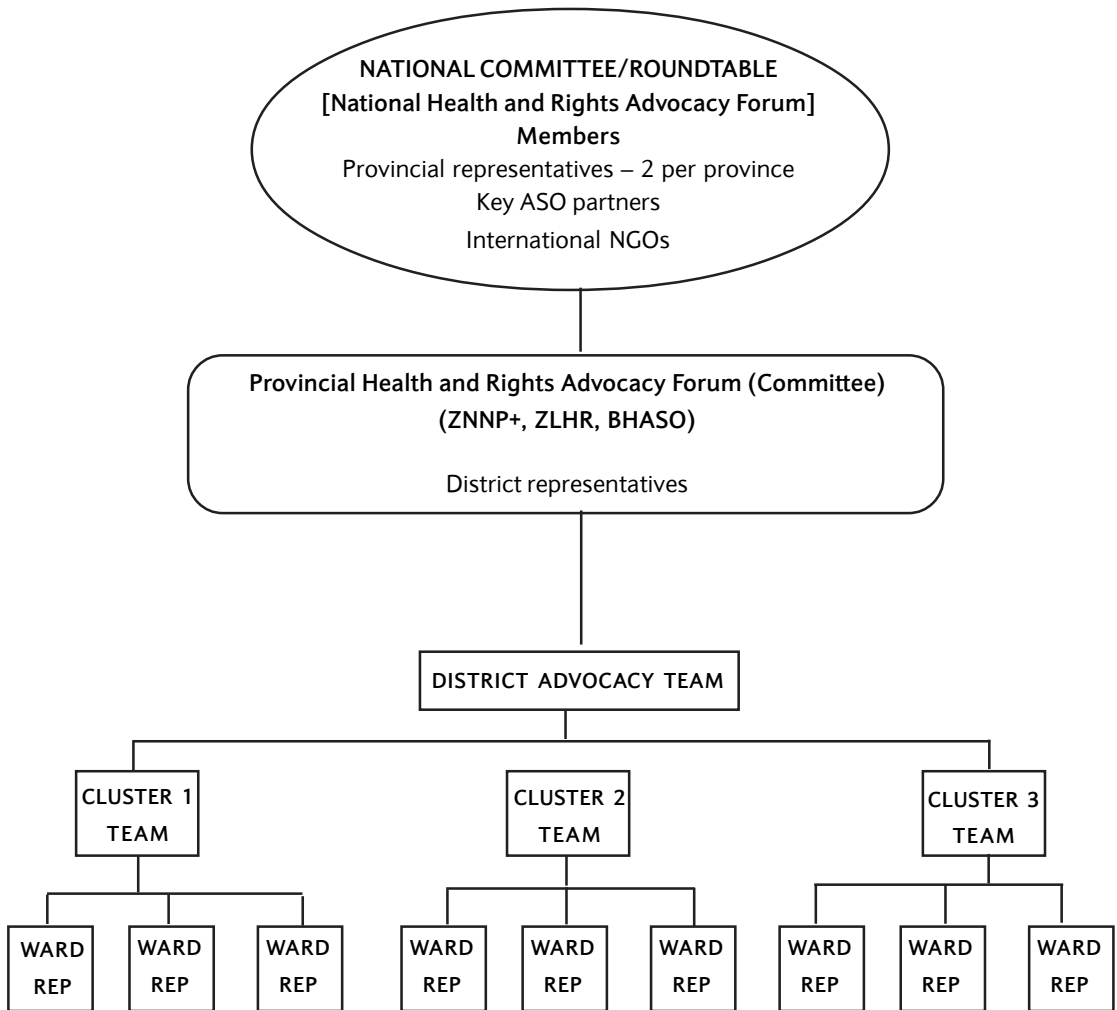 NATIONAL COMMITTEE/ROUNDTABLE
[National Health and Rights Advocacy Forum]
Members
Provincial representatives – 2 per province
Key ASO partners
International NGOs
Provincial Health and Rights Advocacy Forum (Committee)
(ZNNP+, ZLHR, BHASO)
District representatives
DISTRICT ADVOCACY TEAM
CLUSTER 1
TEAM
CLUSTER 2
TEAM
CLUSTER 3
TEAM
WARD
REP
WARD
REP
WARD
REP
WARD
REP
WARD
REP
WARD
REP
WARD
REP
WARD
REP
WARD
REP